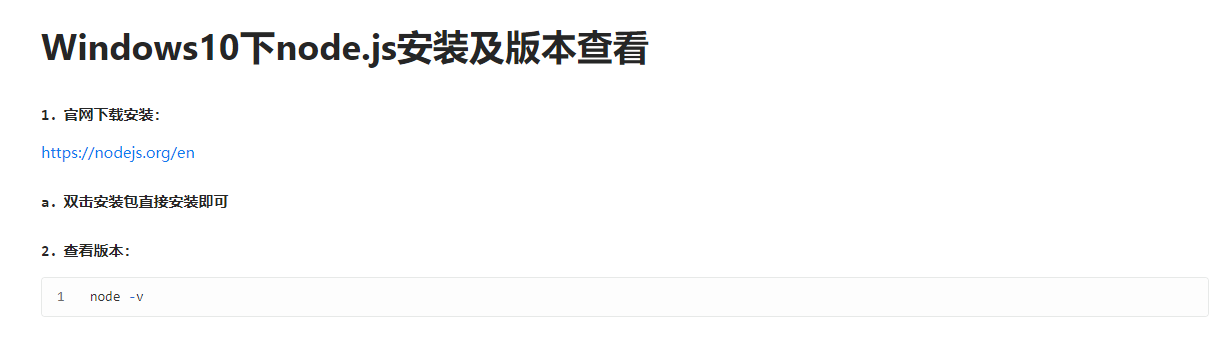 Windows10下node.js安装及版本查看
1. 官网下载安装：
https://nodejs.org/en
a. 双击安装包直接安装即可
2. 查看版本：
1 node -v